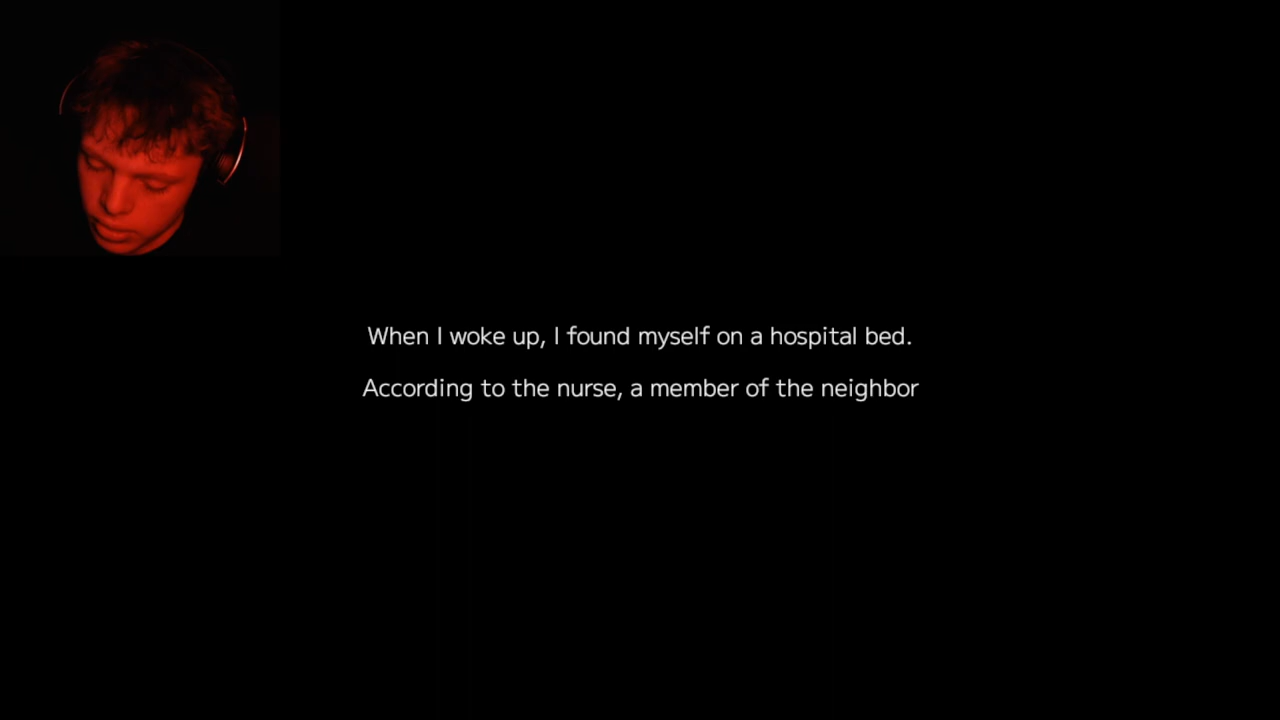 When I woke up, I found myself on a hospital bed.
According to the nurse, a member of the neighbor